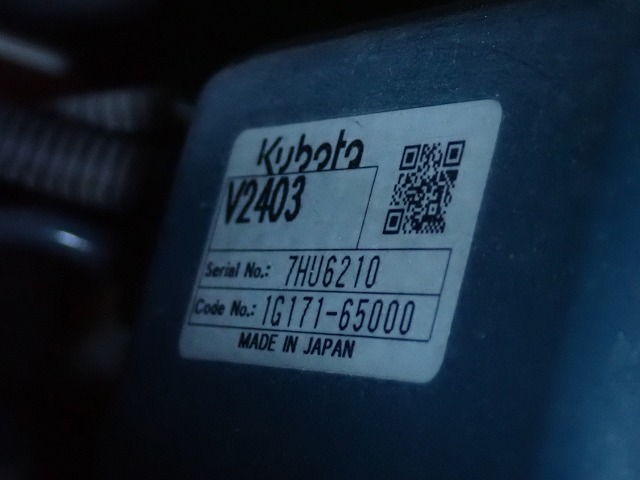 Kubota
V2403
Serial No.: 7HU6210
Code No.: 1G171-65000
MADE IN JAPAN